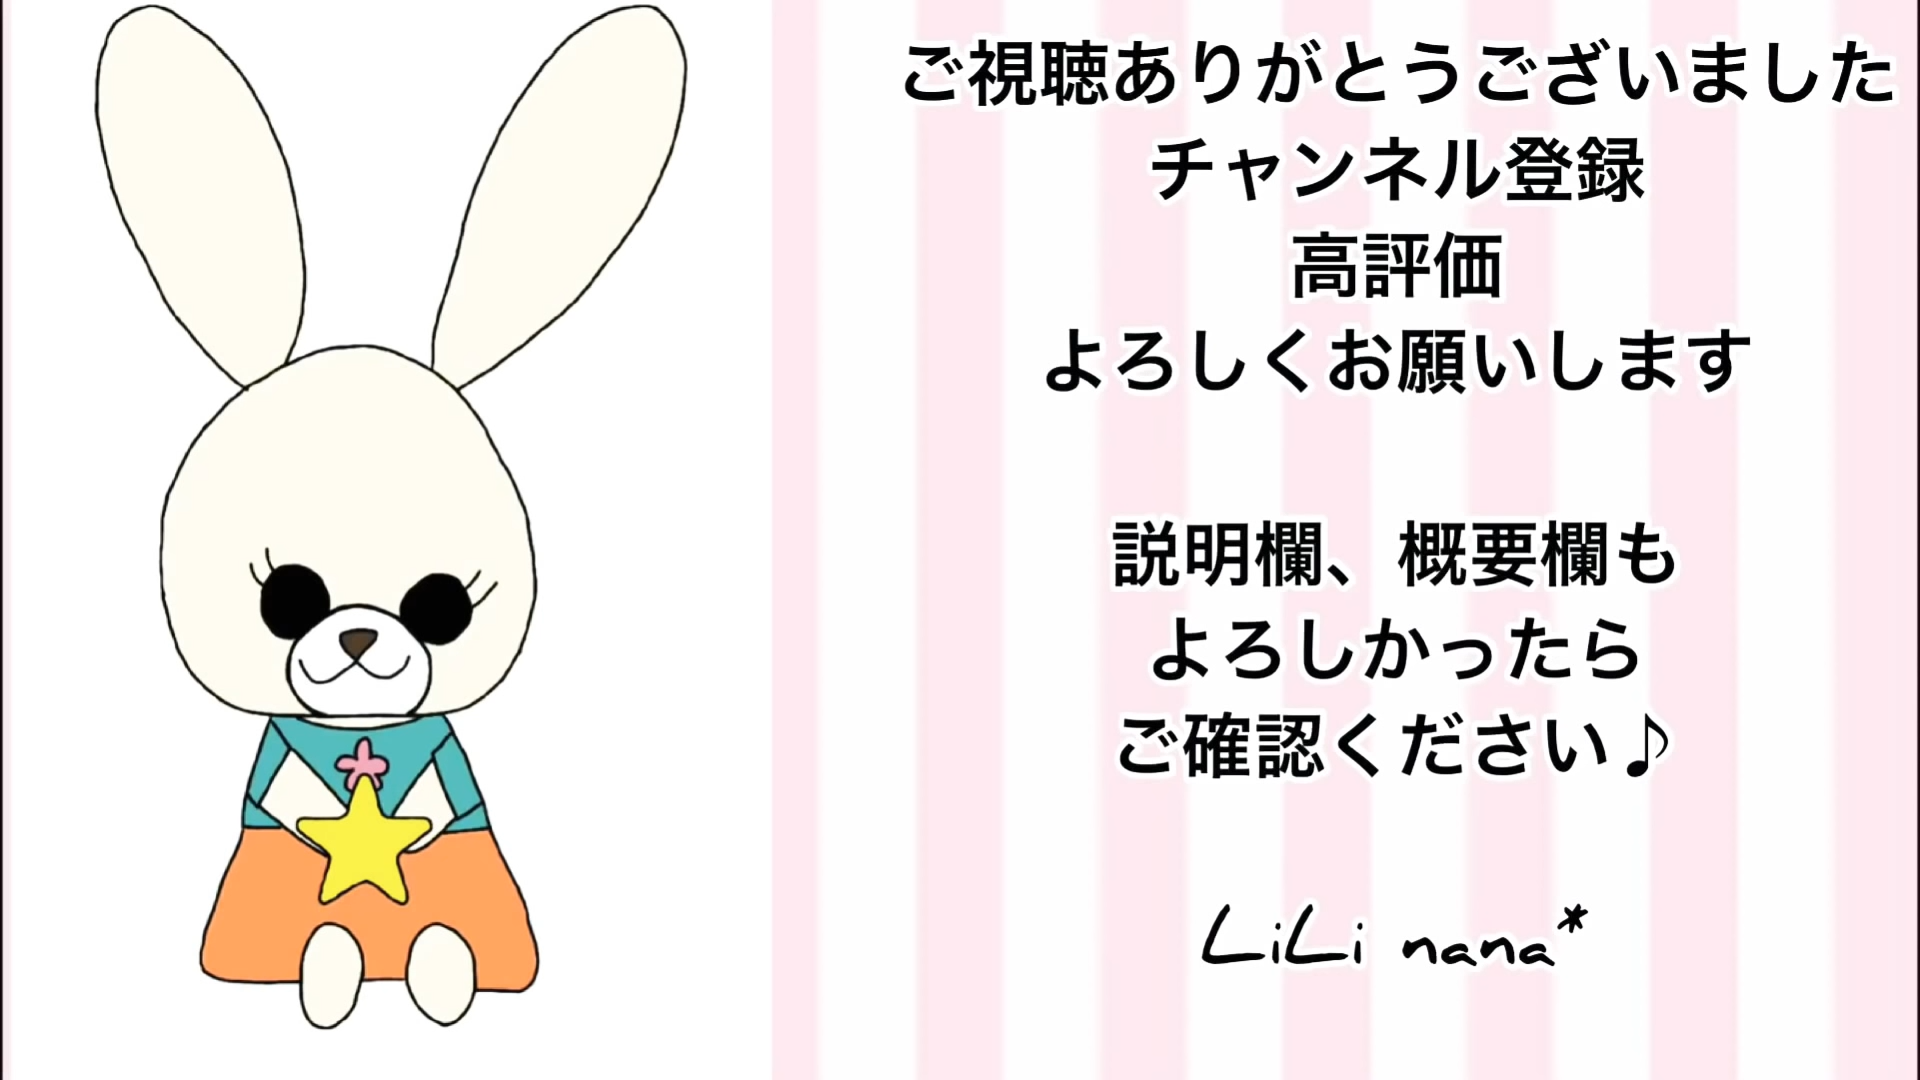 ご視聴ありがとうございました
チャンネル登録
高評価
よろしくお願いします
説明欄、概要欄も
よろしかったら
ご確認ください♪
LiLi nana*